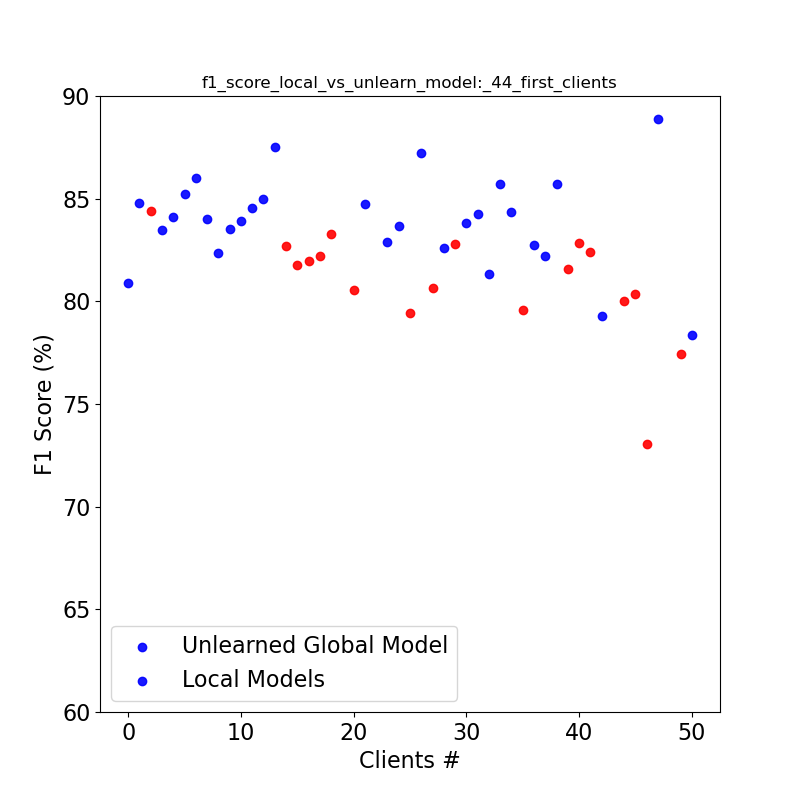 f1_score_local_vs_unlearn_model:_44_first_clients
90
85
80
75
70
65
60
F1 Score (%)
Unlearned Global Model
Local Models
0 10 20 30 40 50
Clients #